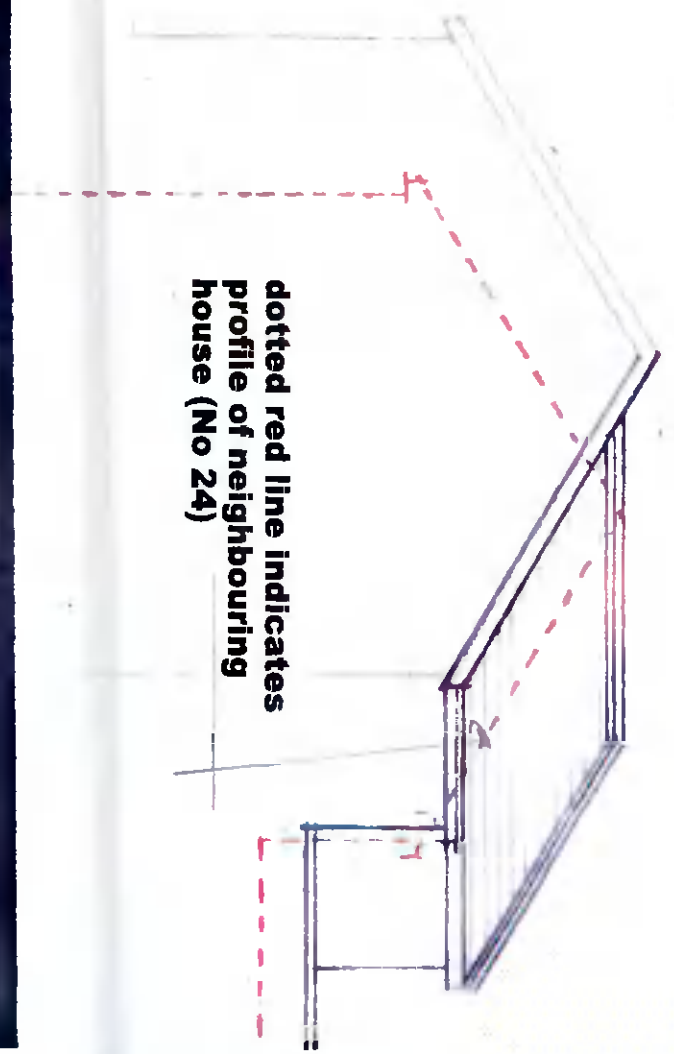 dotted red line indicates
profile of neighbouring
house (No 24)